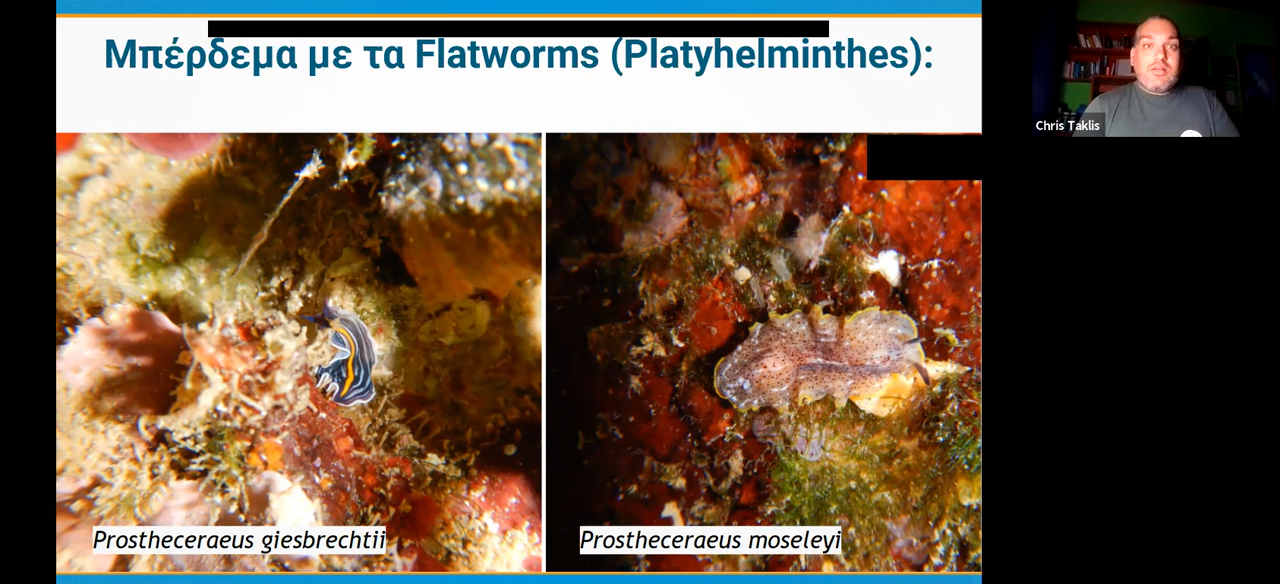 Μπέρδεμα με τα Flatworms (Platyhelminthes):
Chris Taklis
Prostheceraeus giesbrechtii
Prostheceraeus moseleyi